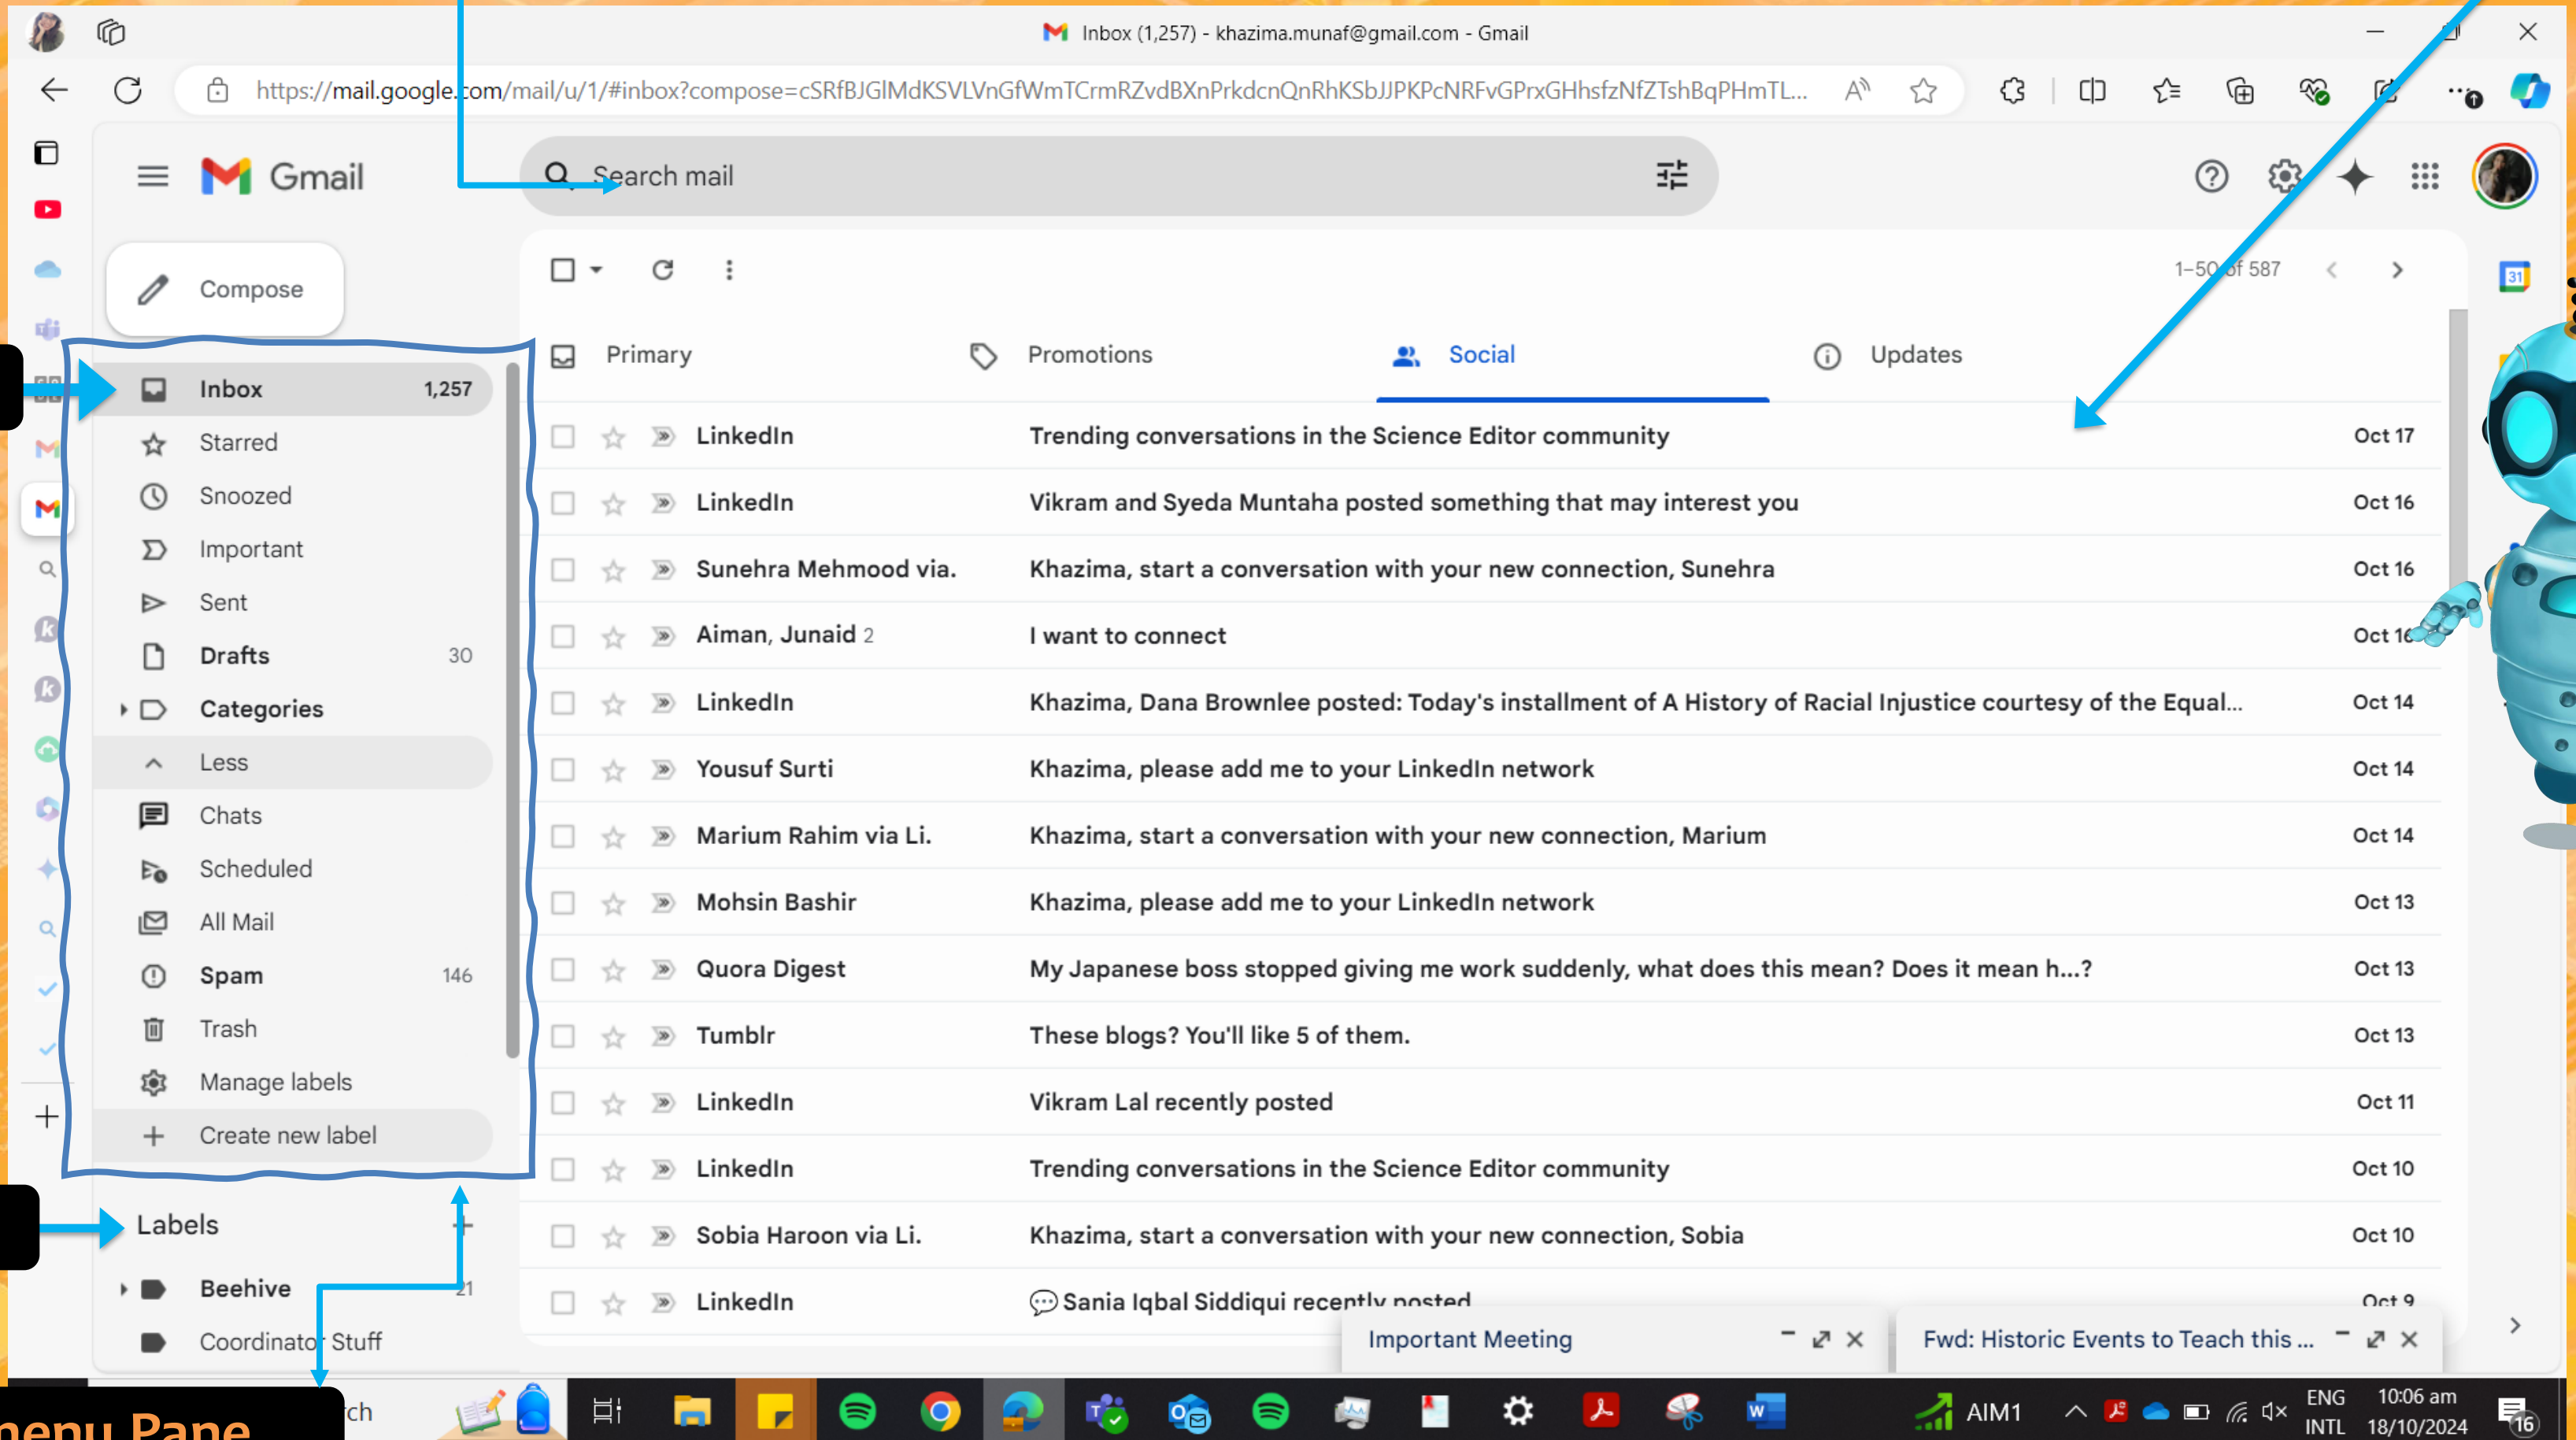 Inbox (1,257) - khazima.munaf@gmail.com - Gmail
https://mail.google.com/mail/u/1/#inbox?compose=cSRfBJGlMdKSVLVnGfWmTCrmRZvdBXnPrkdcnQnRhKSbJJPKPcNRFvGPrxGHhsfzNfZTshBqPHmTL...
Gmail
Search mail
Compose
1–50 of 587
Primary Promotions Social Updates
Inbox 1,257
Starred
Snoozed
Important
Sent
Drafts 30
Categories
Less
Chats
Scheduled
All Mail
Spam 146
Trash
Manage labels
Create new label
Labels
Beehive 21
Coordinator Stuff
LinkedIn Trending conversations in the Science Editor community Oct 17
LinkedIn Vikram and Syeda Muntaha posted something that may interest you Oct 16
Sunehra Mehmood via. Khazima, start a conversation with your new connection, Sunehra Oct 16
Aiman, Junaid 2 I want to connect Oct 16
LinkedIn Khazima, Dana Brownlee posted: Today's installment of A History of Racial Injustice courtesy of the Equal... Oct 14
Yousuf Surti Khazima, please add me to your LinkedIn network Oct 14
Marium Rahim via Li. Khazima, start a conversation with your new connection, Marium Oct 14
Mohsin Bashir Khazima, please add me to your LinkedIn network Oct 13
Quora Digest My Japanese boss stopped giving me work suddenly, what does this mean? Does it mean h...? Oct 13
Tumblr These blogs? You'll like 5 of them. Oct 13
LinkedIn Vikram Lal recently posted Oct 11
LinkedIn Trending conversations in the Science Editor community Oct 10
Sobia Haroon via Li. Khazima, start a conversation with your new connection, Sobia Oct 10
LinkedIn 💬 Sania Iqbal Siddiqui recently posted Oct 9
Important Meeting
Fwd: Historic Events to Teach this ...
menu Pane
rch
AIM1
ENG
INTL
10:06 am
18/10/2024
16
31